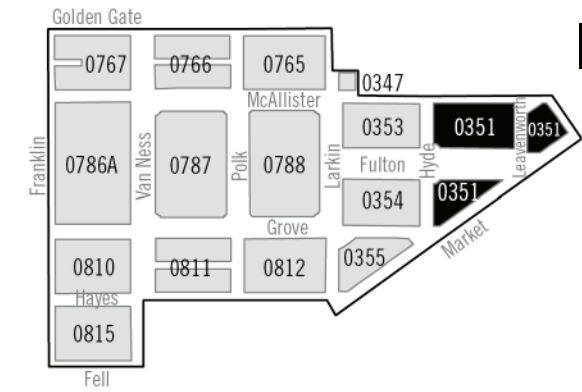 Golden Gate
0767
0766
0765
0347
McAllister
0353
0351
0351
Leavenworth
Franklin
0786A
Van Ness
0787
Polk
0788
Larkin
Fulton
Hyde
0354
0351
Market
Grove
0810
0811
0812
0355
Hayes
0815
Fell